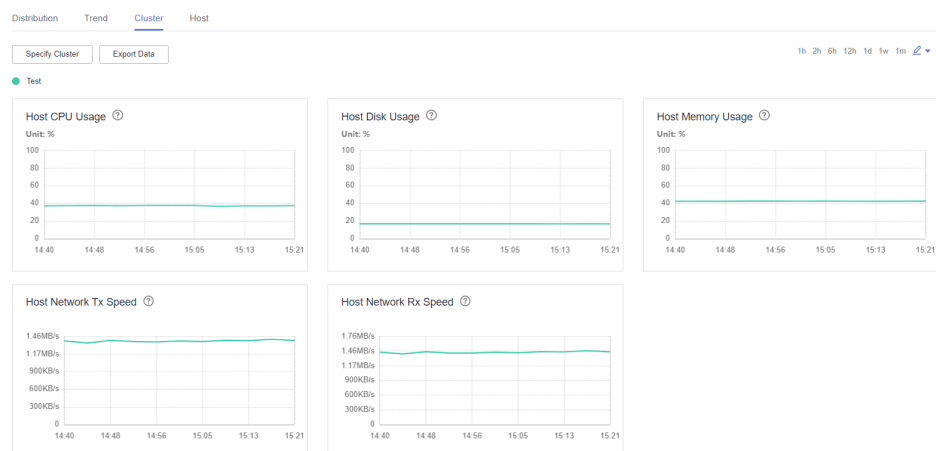 Distribution Trend Cluster Host
Specify Cluster Export Data 1h 2h 6h 12h 1d 1w 1m
Test
Host CPU Usage ?
Unit: %
100
80
60
40
20
0
14:40 14:48 14:56 15:05 15:13 15:21
Host Disk Usage ?
Unit: %
100
80
60
40
20
0
14:40 14:48 14:56 15:05 15:13 15:21
Host Memory Usage ?
Unit: %
100
80
60
40
20
0
14:40 14:48 14:56 15:05 15:13 15:21
Host Network Tx Speed ?
1.46MB/s
1.17MB/s
900KB/s
600KB/s
300KB/s
0
14:40 14:48 14:56 15:05 15:13 15:21
Host Network Rx Speed ?
1.76MB/s
1.46MB/s
1.17MB/s
900KB/s
600KB/s
300KB/s
0
14:40 14:48 14:56 15:05 15:13 15:21